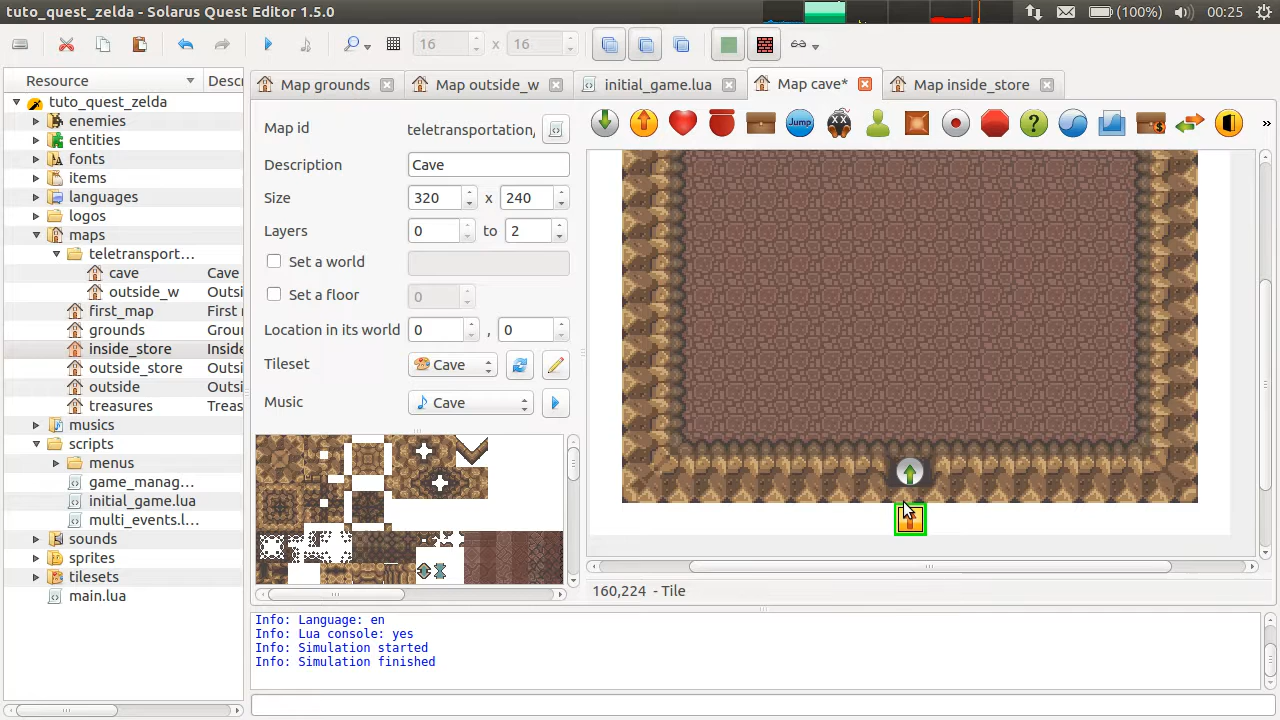 tuto_quest_zelda - Solarus Quest Editor 1.5.0
(100%)
00:25
16 x 16
Resource
Descr
Map grounds
Map outside_w
initial_game.lua
Map cave*
Map inside_store
tuto_quest_zelda
enemies
entities
fonts
items
languages
logos
maps
teletransport...
cave Cave
outside_w Outsi
first_map First
grounds Grour
inside_store Inside
outside_store Outsi
outside Outsi
treasures Treas
musics
scripts
menus
game_manag...
initial_game.lua
multi_events.l...
sounds
sprites
tilesets
main.lua
Map id teletransportation,
Description Cave
Size 320 x 240
Layers 0 to 2
Set a world
Set a floor 0
Location in its world 0 , 0
Tileset Cave
Music Cave
Jump
?
$
»
160,224 - Tile
Info: Language: en
Info: Lua console: yes
Info: Simulation started
Info: Simulation finished